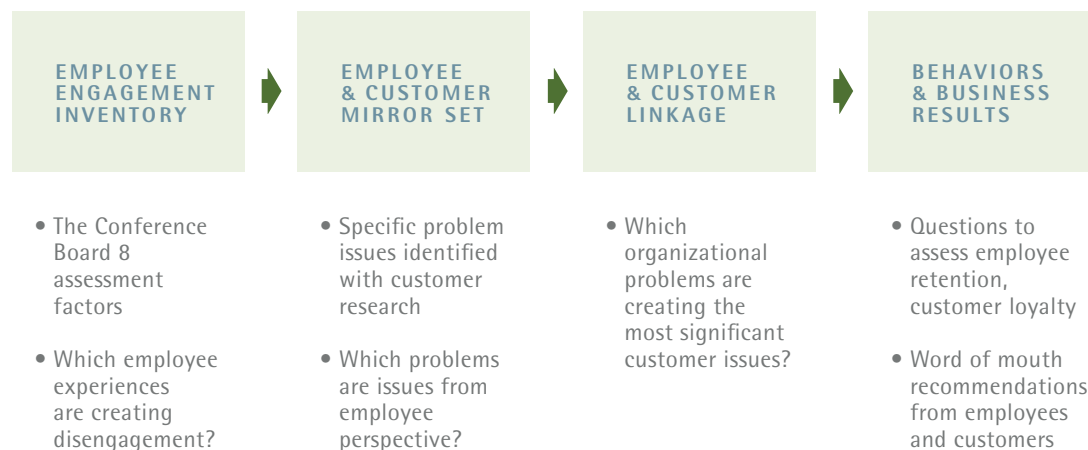 EMPLOYEE
ENGAGEMENT
INVENTORY
EMPLOYEE
& CUSTOMER
MIRROR SET
EMPLOYEE
& CUSTOMER
LINKAGE
BEHAVIORS
& BUSINESS
RESULTS
• The Conference
Board 8
assessment
factors
• Which employee
experiences
are creating
disengagement?
• Specific problem
issues identified
with customer
research
• Which problems
are issues from
employee
perspective?
• Which
organizational
problems are
creating the
most significant
customer issues?
• Questions to
assess employee
retention,
customer loyalty
• Word of mouth
recommendations
from employees
and customers